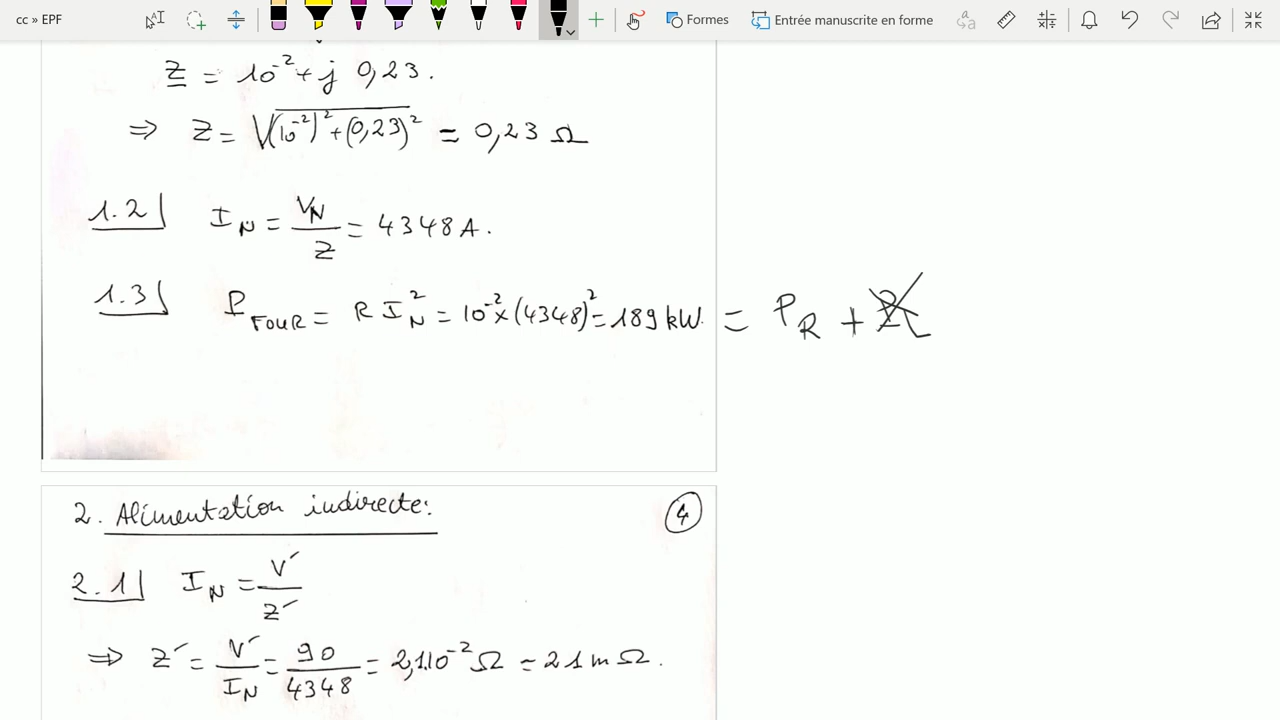 cc » EPF Formes Entrée manuscrite en forme
Z = 10⁻² + j 0,23.
⇒ Z = √(10⁻²)² + (0,23)² = 0,23 Ω
1.2| I_N = V_N / Z = 4348 A.
1.3| P_FOUR = R I_N² = 10⁻² × (4348)² = 189 kW. = P_R +
2. Alimentation indirecte: 4
2.1| I_N = V′ / Z′
⇒ Z′ = V′ / I_N = 90 / 4348 = 2,1.10⁻² Ω = 21 m Ω.